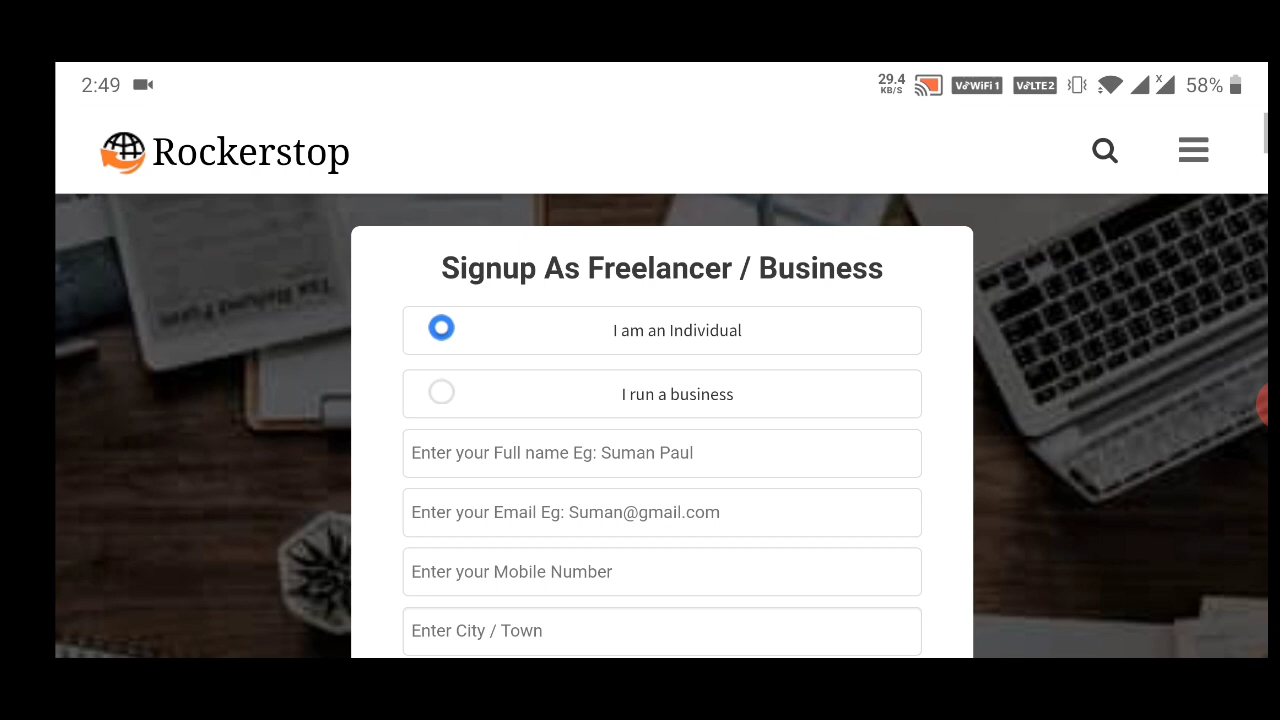 2:49 29.4 KB/S VoWiFi 1 VoLTE 2 X 58%
Rockerstop
Signup As Freelancer / Business
I am an Individual
I run a business
Enter your Full name Eg: Suman Paul
Enter your Email Eg: Suman@gmail.com
Enter your Mobile Number
Enter City / Town